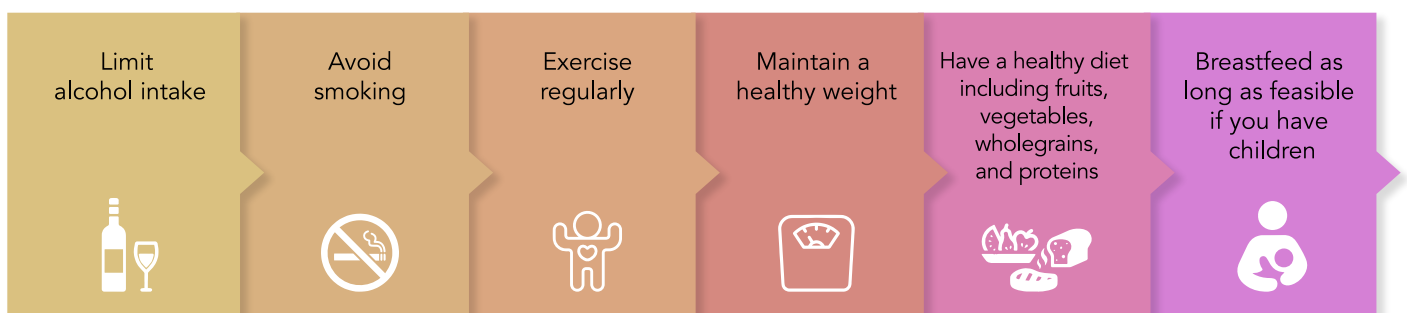 Limit
alcohol intake
Avoid
smoking
Exercise
regularly
Maintain a
healthy weight
Have a healthy diet
including fruits,
vegetables,
wholegrains,
and proteins
Breastfeed as
long as feasible
if you have
children